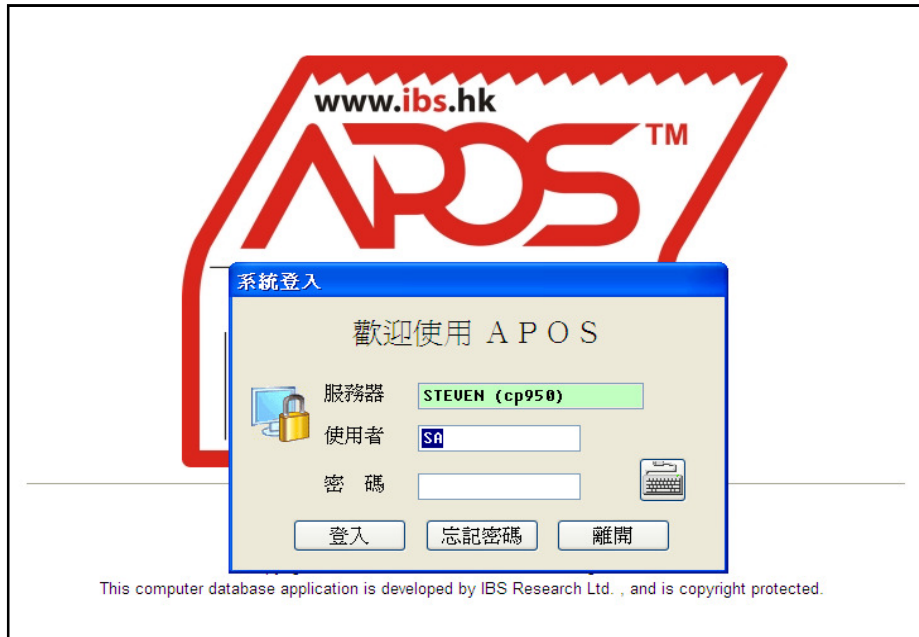 www.ibs.hk
APOS™
系統登入
歡迎使用 ＡＰＯＳ
服務器 STEVEN (cp950)
使用者 SA
密 碼
登入 忘記密碼 離開
This computer database application is developed by IBS Research Ltd. , and is copyright protected.